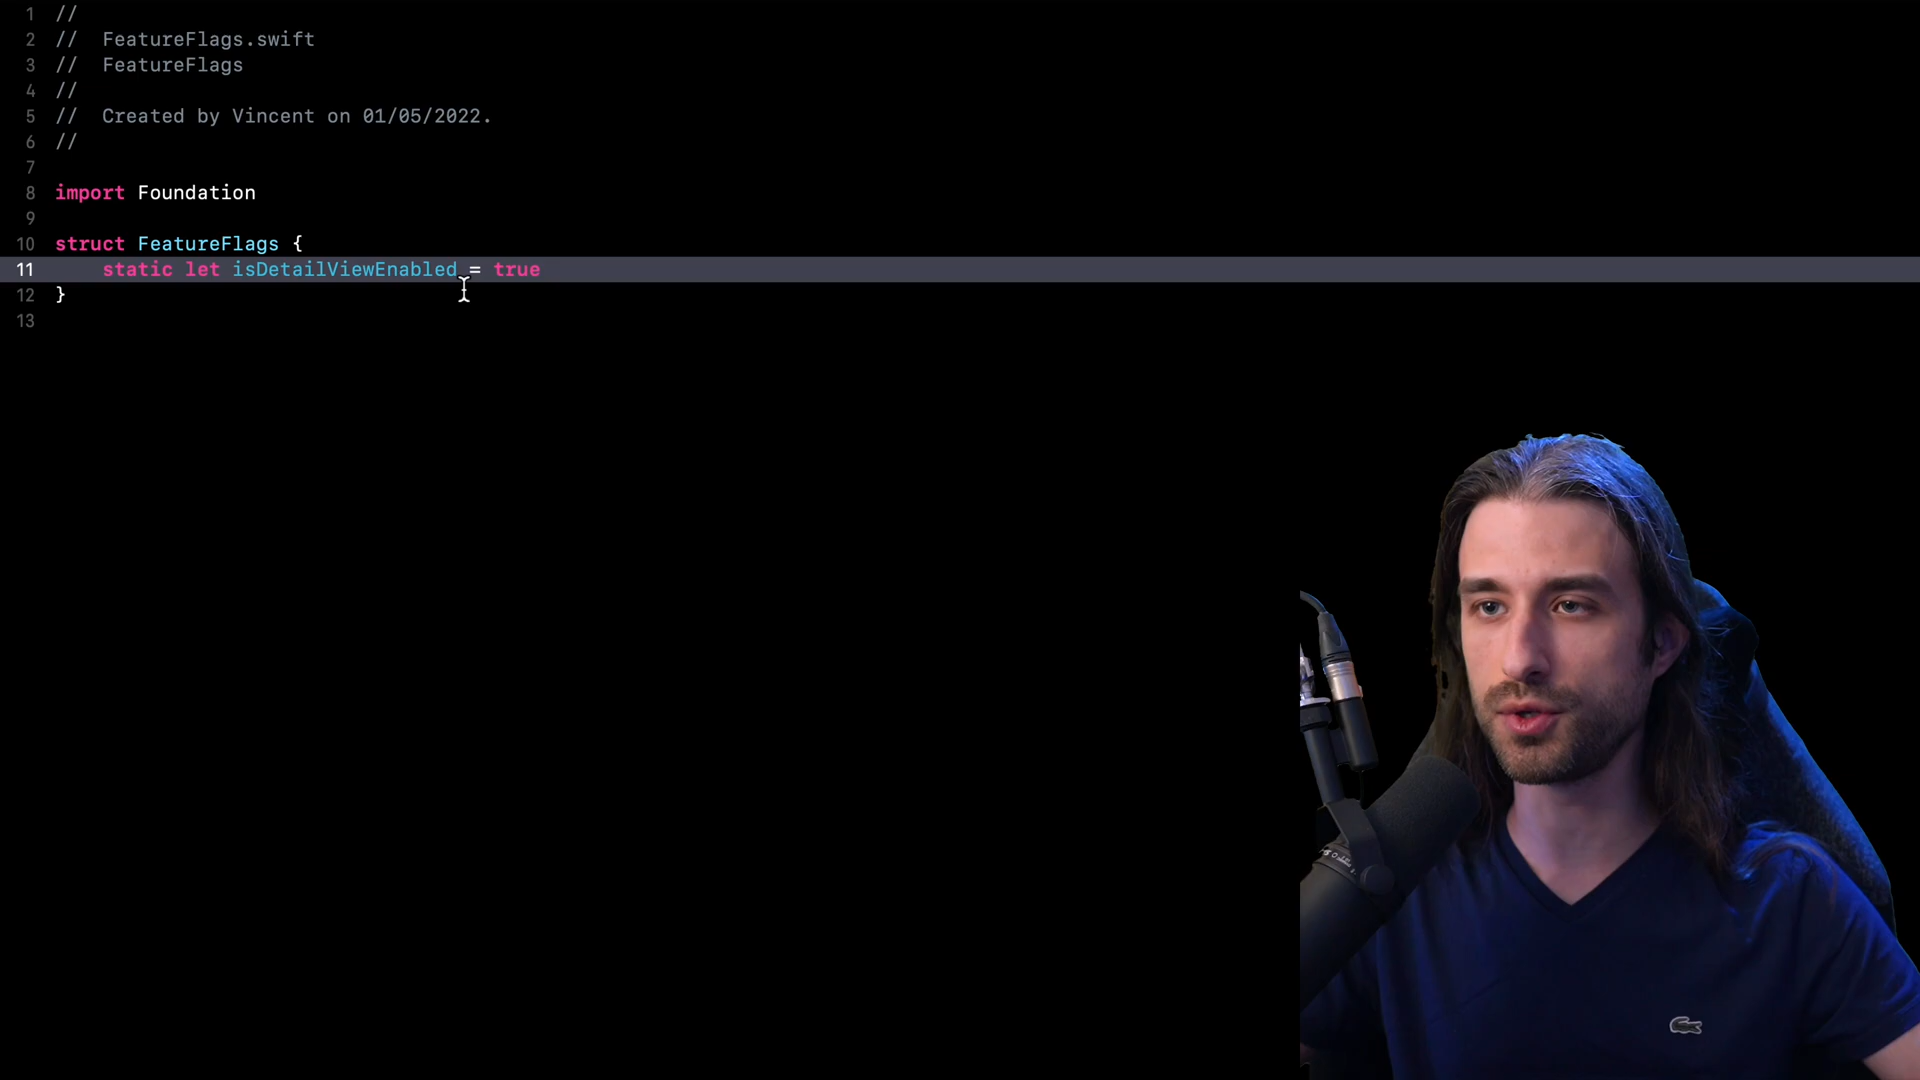 1 //
2 //  FeatureFlags.swift
3 //  FeatureFlags
4 //
5 //  Created by Vincent on 01/05/2022.
6 //
7
8 import Foundation
9
10 struct FeatureFlags {
11     static let isDetailViewEnabled = true
12 }
13